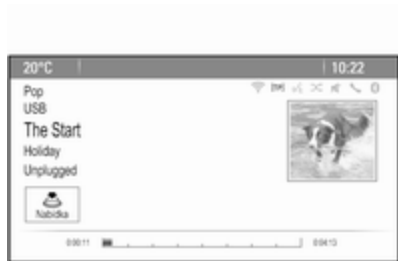 20°C 10:22
Pop
USB
The Start
Holiday
Unplugged
Nabídka
0:00:11 0:04:13